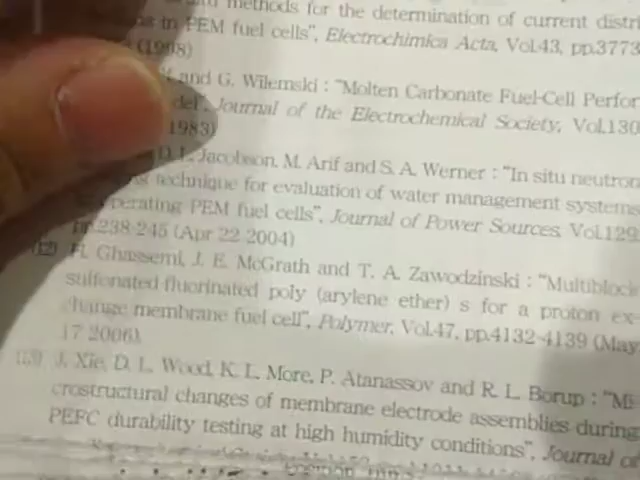 methods for the determination of current distri
in PEM fuel cells", Electrochimica Acta, Vol.43, pp.3773
(1998)
and G. Wilemski : "Molten Carbonate Fuel-Cell Perfor
del", Journal of the Electrochemical Society, Vol.130
1983)
D. L. Jacobson, M. Arif and S. A. Werner : "In situ neutron
technique for evaluation of water management systems
perating PEM fuel cells", Journal of Power Sources, Vol.129
pp.238-245 (Apr 22 2004)
(12) H. Ghassemi, J. E. McGrath and T. A. Zawodzinski : "Multiblock
sulfonated-fluorinated poly (arylene ether) s for a proton ex-
change membrane fuel cell", Polymer, Vol.47, pp.4132-4139 (May
17 2006).
(13) J. Xie, D. L. Wood, K. L. More, P. Atanassov and R. L. Borup : "Mi-
crostructural changes of membrane electrode assemblies during
PEFC durability testing at high humidity conditions", Journal of